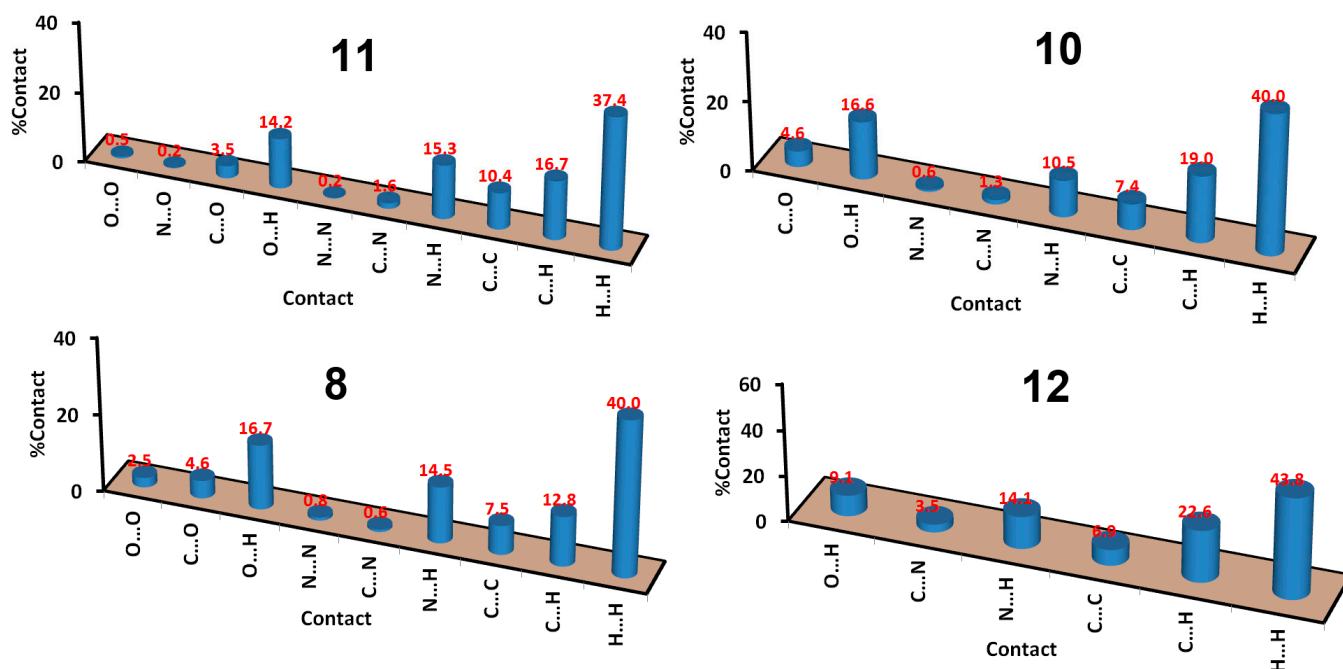 11
%Contact
40
20
0
0.5
0.2
3.5
14.2
0.2
1.6
15.3
10.4
16.7
37.4
O...O
N...O
C...O
O...H
N...N
C...N
N...H
C...C
C...H
H...H
Contact
10
%Contact
40
20
0
4.6
16.6
0.6
1.3
10.5
7.4
19.0
40.0
C...O
O...H
N...N
C...N
N...H
C...C
C...H
H...H
Contact
8
%Contact
40
20
0
2.5
4.6
16.7
0.8
0.6
14.5
7.5
12.8
40.0
O...O
C...O
O...H
N...N
C...N
N...H
C...C
C...H
H...H
Contact
12
%Contact
60
40
20
0
9.1
3.5
14.1
6.9
22.6
43.8
O...H
C...N
N...H
C...C
C...H
H...H
Contact